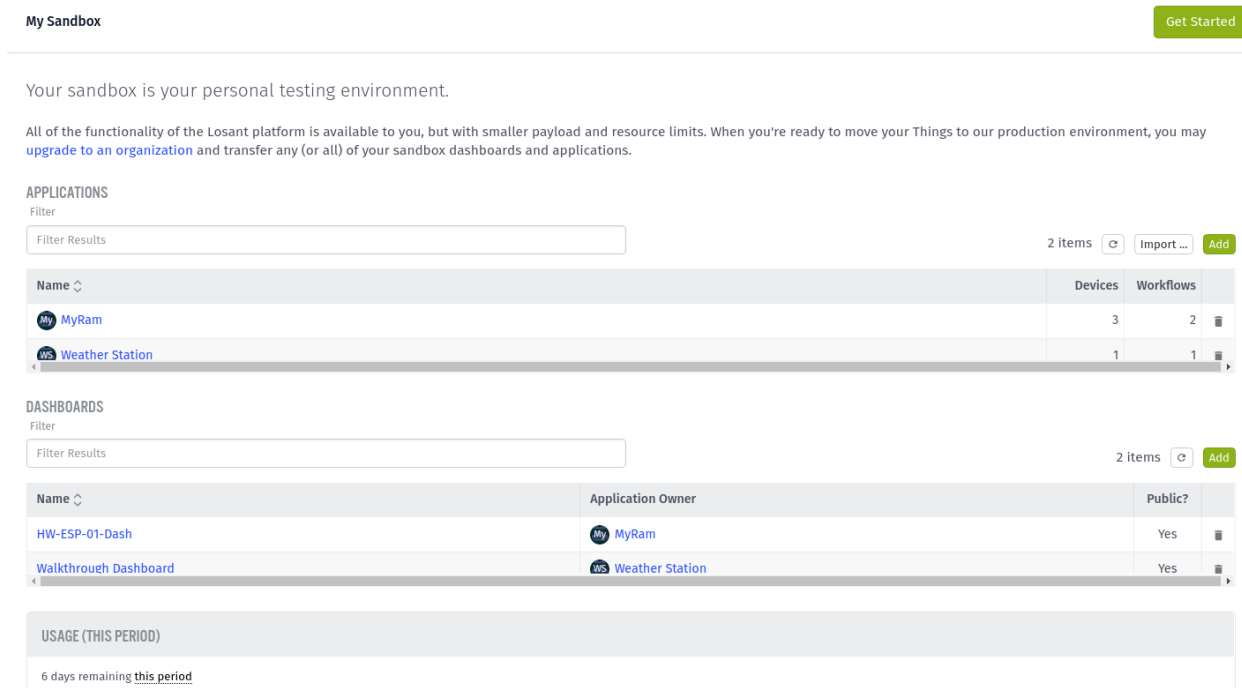 My Sandbox
Get Started
Your sandbox is your personal testing environment.
All of the functionality of the Losant platform is available to you, but with smaller payload and resource limits. When you're ready to move your Things to our production environment, you may
upgrade to an organization and transfer any (or all) of your sandbox dashboards and applications.
APPLICATIONS
Filter
Filter Results
2 items Import ... Add
Name Devices Workflows
My MyRam 3 2
WS Weather Station 1 1
DASHBOARDS
Filter
Filter Results
2 items Add
Name Application Owner Public?
HW-ESP-01-Dash My MyRam Yes
Walkthrough Dashboard WS Weather Station Yes
USAGE (THIS PERIOD)
6 days remaining this period